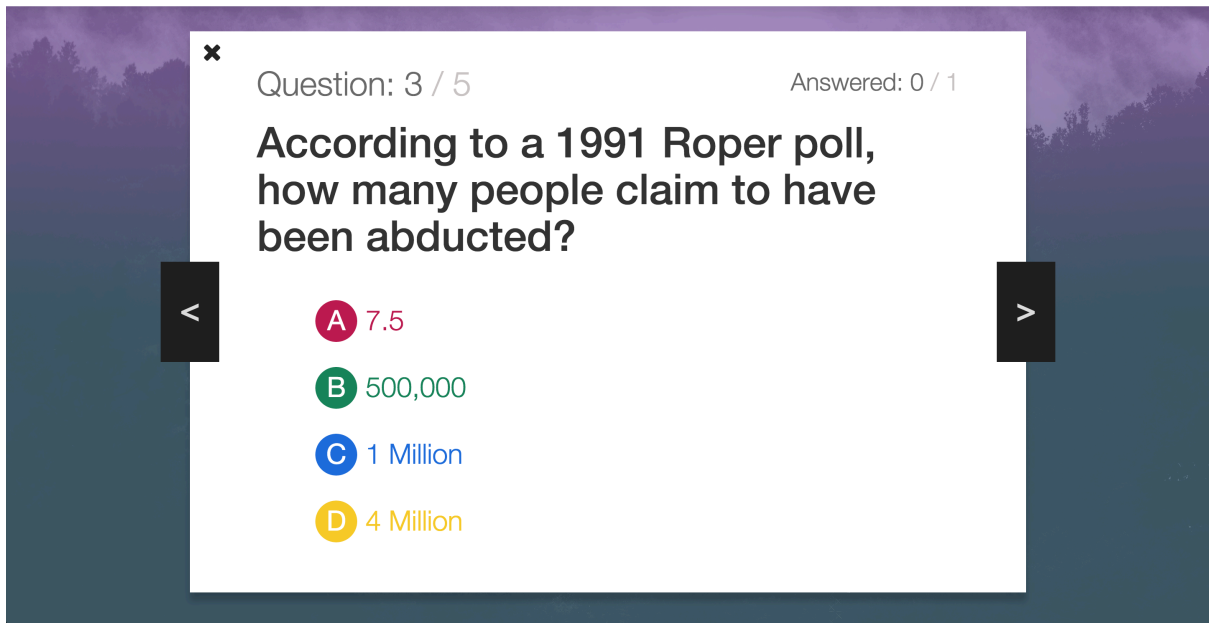 ✖
Question: 3 / 5
Answered: 0 / 1
According to a 1991 Roper poll,
how many people claim to have
been abducted?
<
>
A 7.5
B 500,000
C 1 Million
D 4 Million